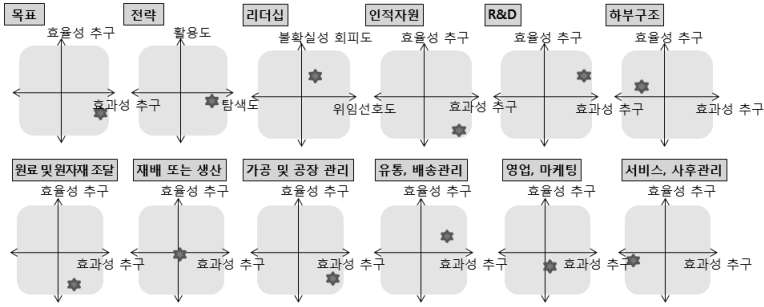 목표
전략
리더십
인적자원
R&D
하부구조
효율성 추구
활용도
불확실성 회피도
효율성 추구
효율성 추구
효율성 추구
효과성 추구
탐색도
위임선호도
효과성 추구
효과성 추구
효과성 추구
원료 및 원자재 조달
재배 또는 생산
가공 및 공장 관리
유통, 배송관리
영업, 마케팅
서비스, 사후관리
효율성 추구
효율성 추구
효율성 추구
효율성 추구
효율성 추구
효율성 추구
효과성 추구
효과성 추구
효과성 추구
효과성 추구
효과성 추구
효과성 추구